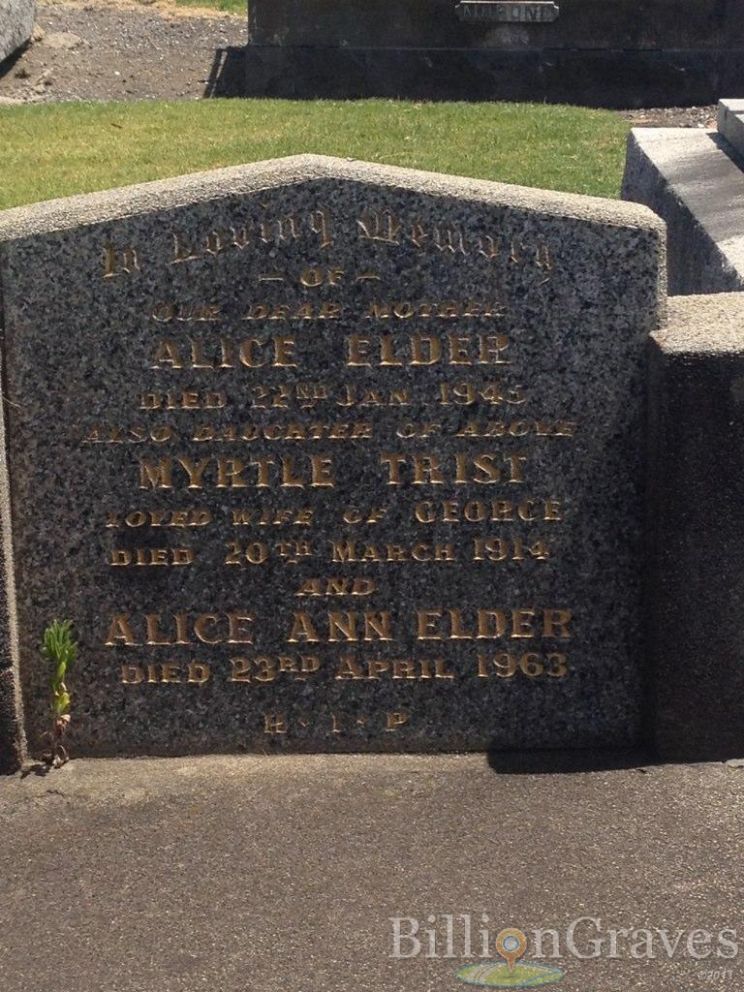 In Loving Memory
— OF —
OUR DEAR MOTHER
ALICE ELDER
DIED 22ND JAN 1945
ALSO DAUGHTER OF ABOVE
MYRTLE TRIST
LOVED WIFE OF GEORGE
DIED 20TH MARCH 1914
AND
ALICE ANN ELDER
DIED 23RD APRIL 1963
R · I · P
BillionGraves
©2011